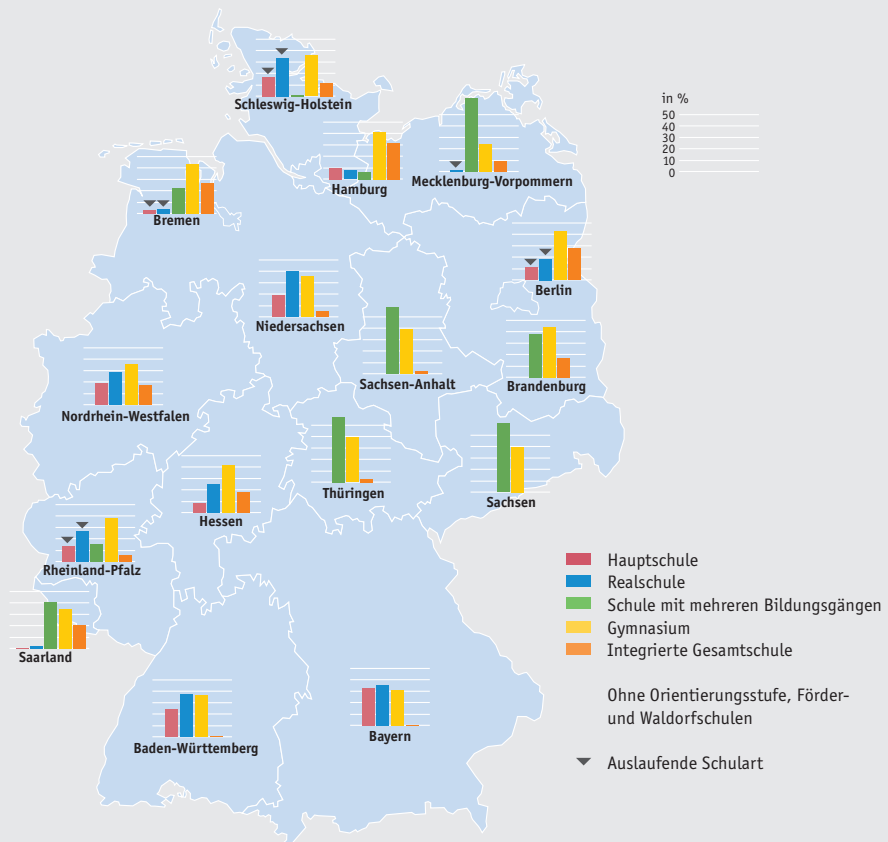 in %
50
40
30
20
10
0
Schleswig-Holstein
Hamburg
Mecklenburg-Vorpommern
Bremen
Berlin
Niedersachsen
Sachsen-Anhalt
Brandenburg
Nordrhein-Westfalen
Thüringen
Sachsen
Hessen
Rheinland-Pfalz
Saarland
Baden-Württemberg
Bayern
Hauptschule
Realschule
Schule mit mehreren Bildungsgängen
Gymnasium
Integrierte Gesamtschule
Ohne Orientierungsstufe, Förder-
und Waldorfschulen
Auslaufende Schulart